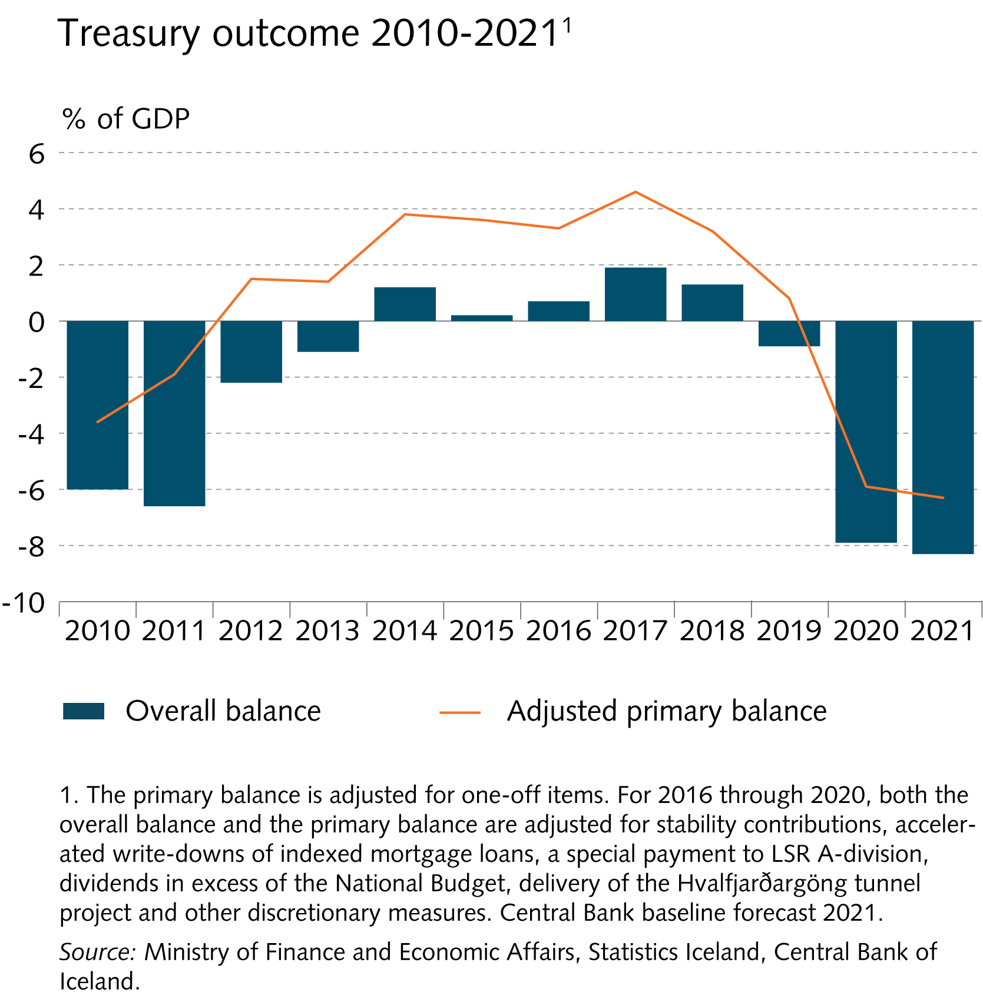 Treasury outcome 2010-2021¹
% of GDP
6
4
2
0
-2
-4
-6
-8
-10
2010 2011 2012 2013 2014 2015 2016 2017 2018 2019 2020 2021
Overall balance Adjusted primary balance
1. The primary balance is adjusted for one-off items. For 2016 through 2020, both the
overall balance and the primary balance are adjusted for stability contributions, acceler-
ated write-downs of indexed mortgage loans, a special payment to LSR A-division,
dividends in excess of the National Budget, delivery of the Hvalfjarðargöng tunnel
project and other discretionary measures. Central Bank baseline forecast 2021.
Source: Ministry of Finance and Economic Affairs, Statistics Iceland, Central Bank of
Iceland.